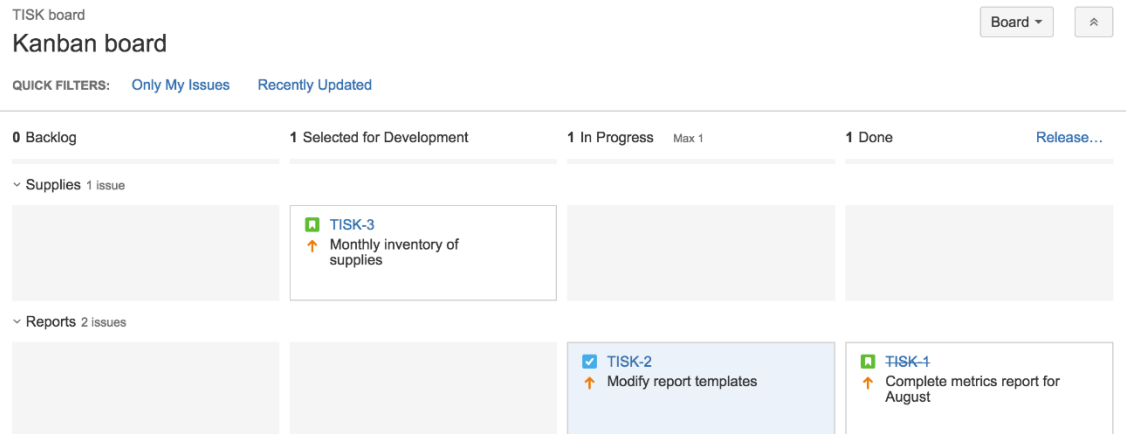 TISK board
Kanban board
Board
QUICK FILTERS: Only My Issues Recently Updated
0 Backlog 1 Selected for Development 1 In Progress Max 1 1 Done Release...
Supplies 1 issue
TISK-3
Monthly inventory of
supplies
Reports 2 issues
TISK-2 TISK-1
Modify report templates Complete metrics report for
August